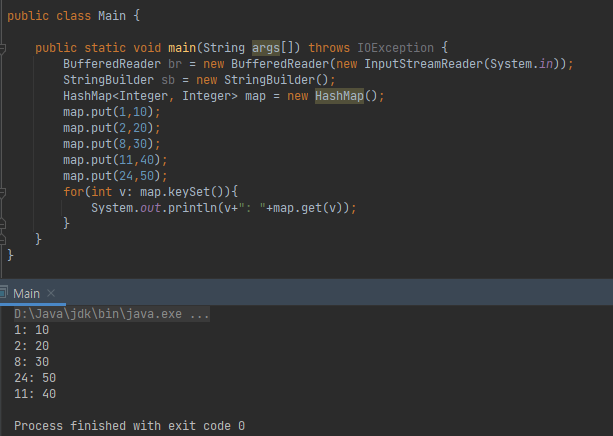 public class Main {
public static void main(String args[]) throws IOException {
BufferedReader br = new BufferedReader(new InputStreamReader(System.in));
StringBuilder sb = new StringBuilder();
HashMap<Integer, Integer> map = new HashMap();
map.put(1,10);
map.put(2,20);
map.put(8,30);
map.put(11,40);
map.put(24,50);
for(int v: map.keySet()){
System.out.println(v+": "+map.get(v));
}
}
}
Main ×
D:\Java\jdk\bin\java.exe ...
1: 10
2: 20
8: 30
24: 50
11: 40
Process finished with exit code 0